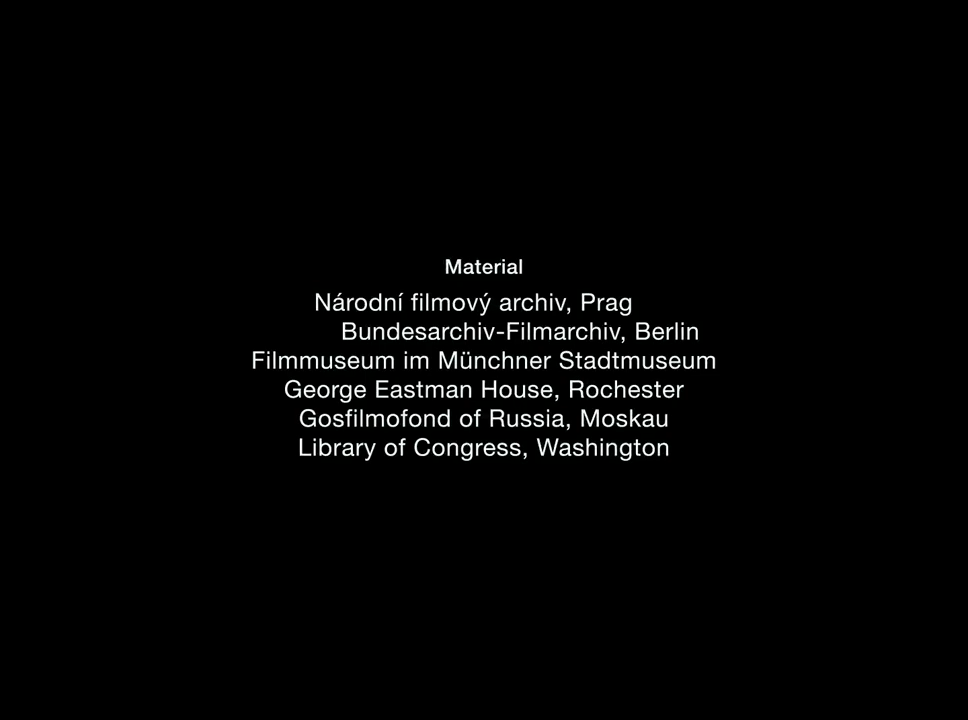 Material
Národní filmový archiv, Prag
Bundesarchiv-Filmarchiv, Berlin
Filmmuseum im Münchner Stadtmuseum
George Eastman House, Rochester
Gosfilmofond of Russia, Moskau
Library of Congress, Washington